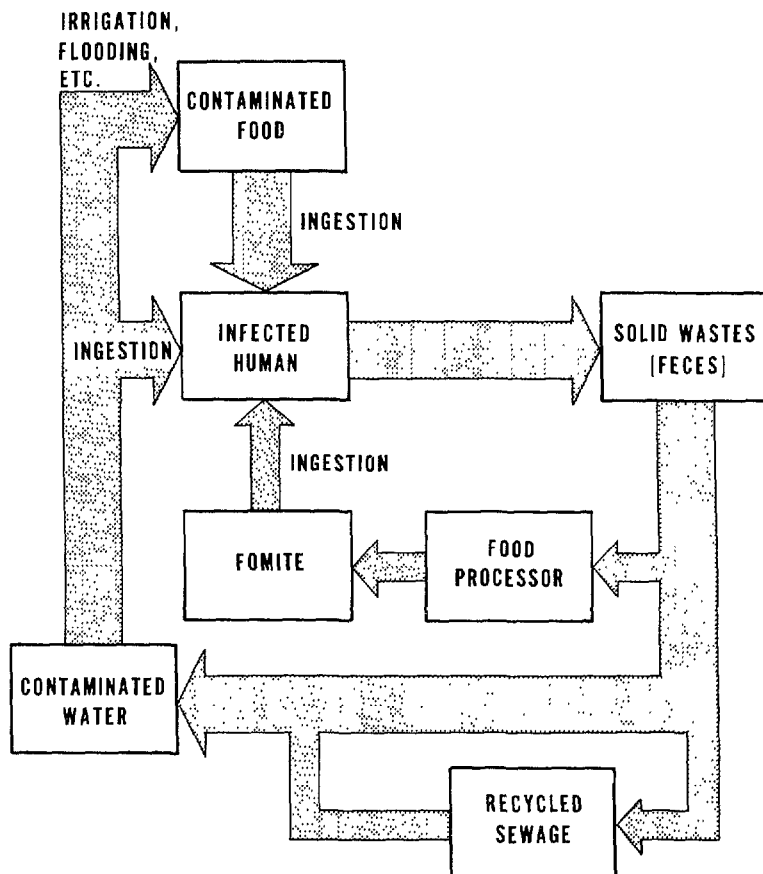 IRRIGATION,
FLOODING,
ETC.
CONTAMINATED
FOOD
INGESTION
INGESTION
INFECTED
HUMAN
SOLID WASTES
(FECES)
INGESTION
FOMITE
FOOD
PROCESSOR
CONTAMINATED
WATER
RECYCLED
SEWAGE